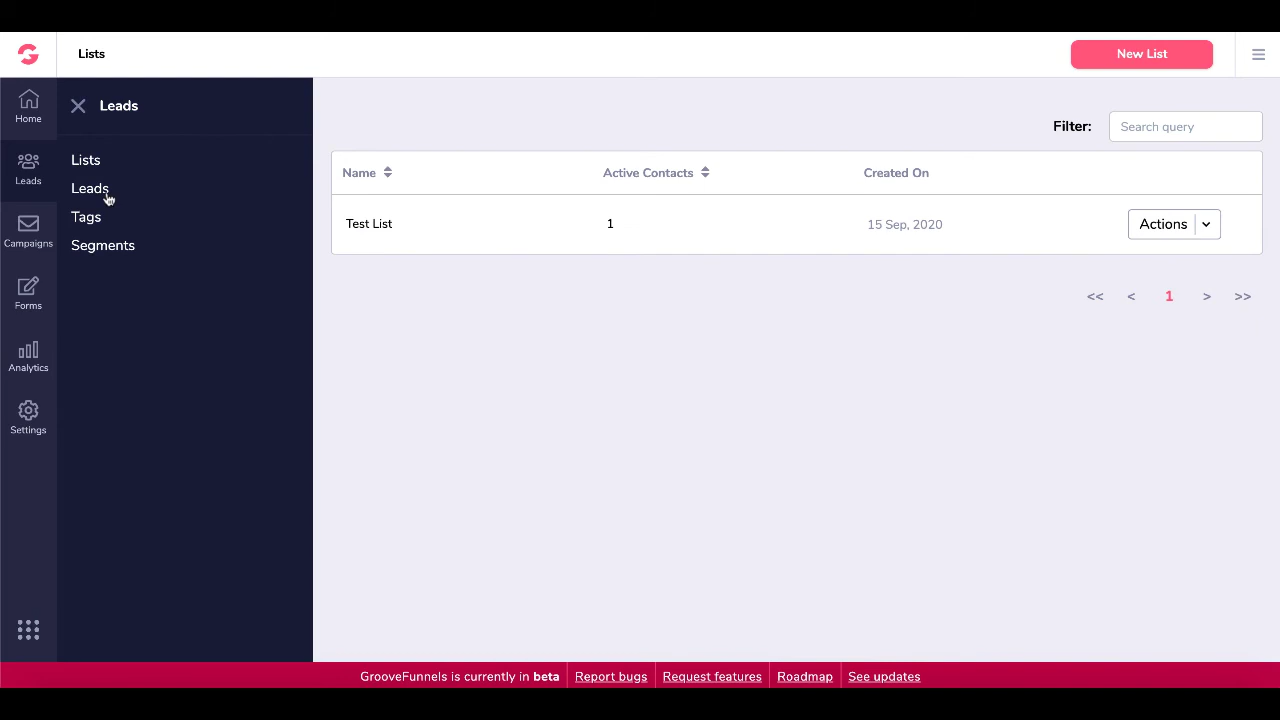 Lists
New List
Home
Leads
Campaigns
Forms
Analytics
Settings
Leads
Lists
Leads
Tags
Segments
Filter: Search query
Name Active Contacts Created On
Test List 1 15 Sep, 2020 Actions
<< < 1 > >>
GrooveFunnels is currently in beta Report bugs Request features Roadmap See updates